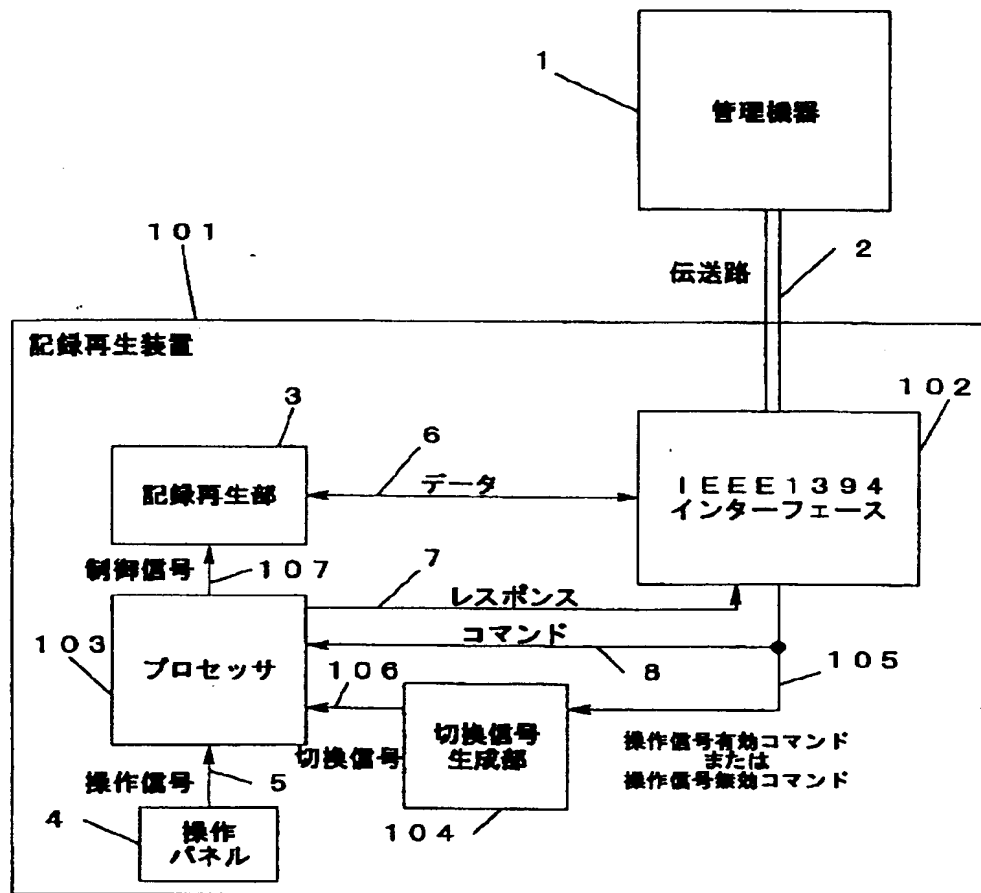 1
管理機器
101
伝送路
2
記録再生装置
102
3
6
記録再生部
データ
IEEE1394
インターフェース
制御信号
107
7
レスポンス
コマンド
103
プロセッサ
106
8
105
切換信号
切換信号
生成部
操作信号有効コマンド
または
操作信号無効コマンド
操作信号
5
4
操作
パネル
104